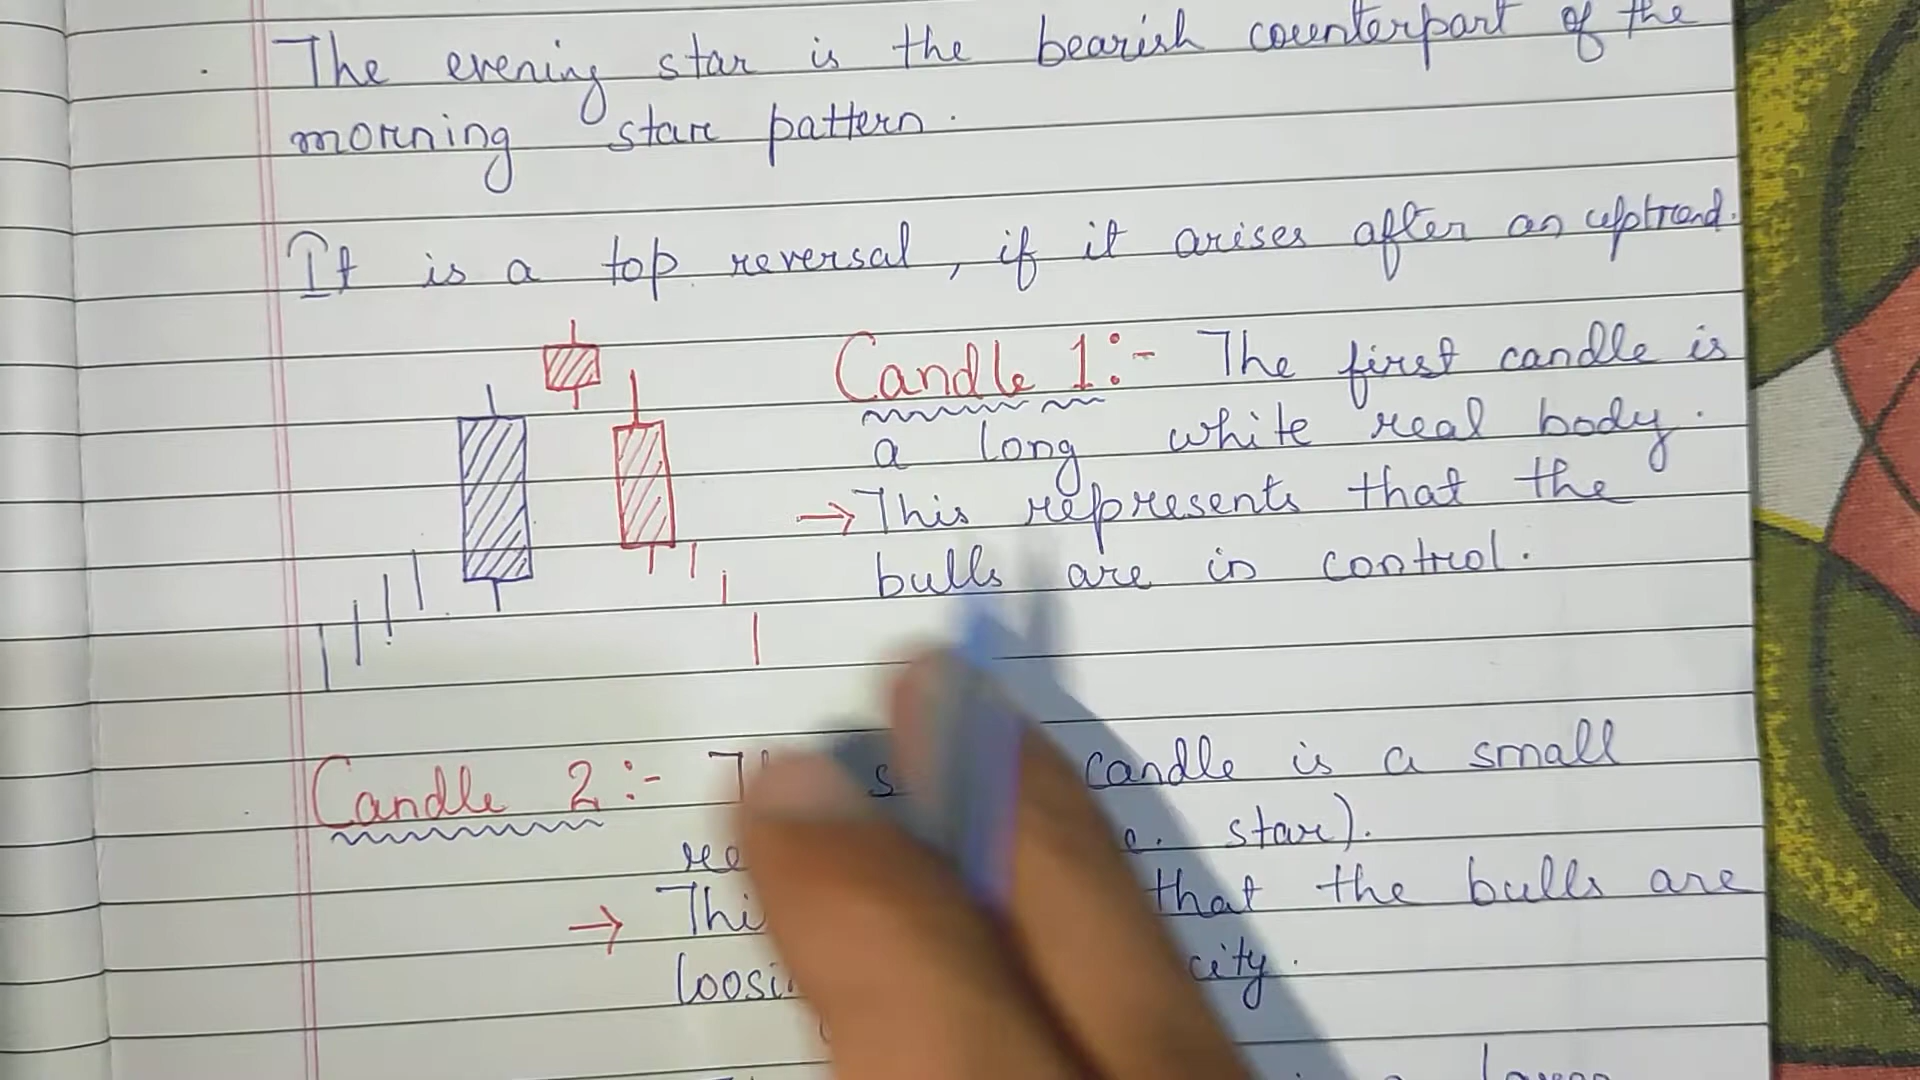 The evening star is the bearish counterpart of the
morning star pattern.
It is a top reversal, if it arises after an uptrend.
Candle 1:- The first candle is
a long white real body.
→ This represents that the
bulls are in control.
Candle 2:- candle is a small
star).
→ that the bulls are